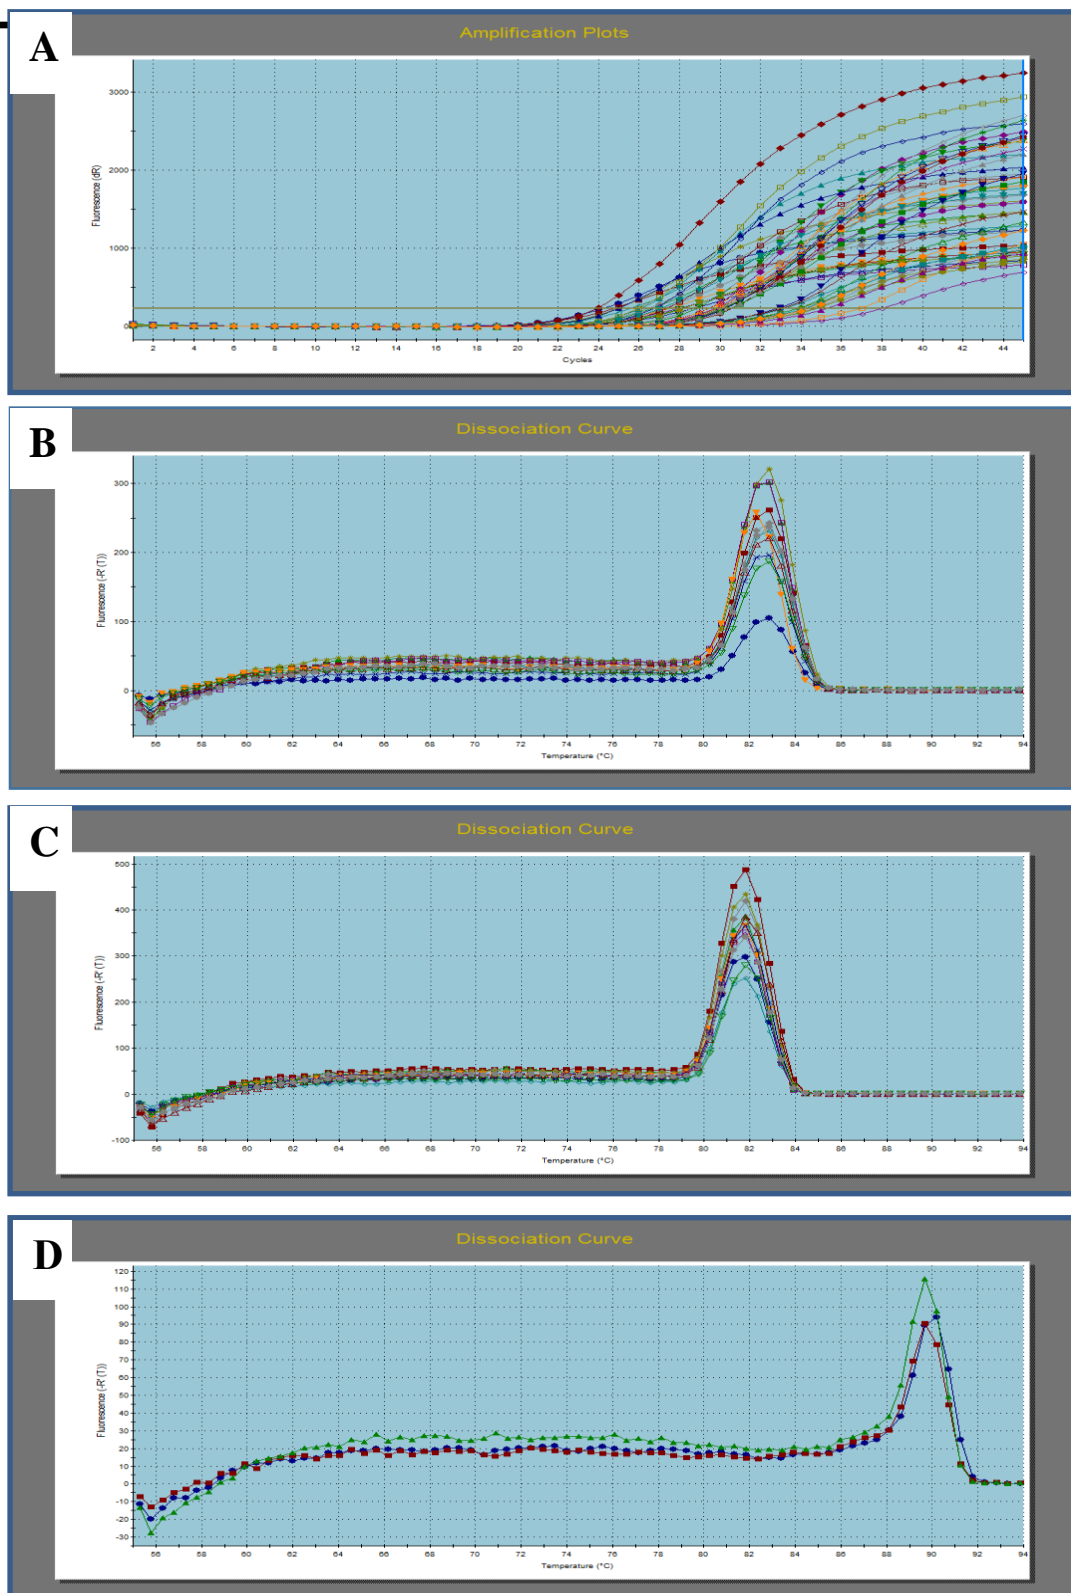 A
Amplification Plots
Fluorescence (dR)
3000
2000
1000
0
2 4 6 8 10 12 14 16 18 20 22 24 26 28 30 32 34 36 38 40 42 44
Cycles
B
Dissociation Curve
Fluorescence (-R'(T))
300
200
100
0
56 58 60 62 64 66 68 70 72 74 76 78 80 82 84 86 88 90 92 94
Temperature (°C)
C
Dissociation Curve
Fluorescence (-R'(T))
500
400
300
200
100
0
-100
56 58 60 62 64 66 68 70 72 74 76 78 80 82 84 86 88 90 92 94
Temperature (°C)
D
Dissociation Curve
Fluorescence (-R'(T))
120
110
100
90
80
70
60
50
40
30
20
10
0
-10
-20
-30
56 58 60 62 64 66 68 70 72 74 76 78 80 82 84 86 88 90 92 94
Temperature (°C)